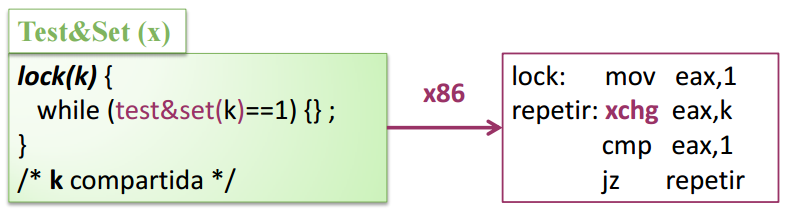 Test&Set (x)
lock(k) {
while (test&set(k)==1) {} ;
}
/* k compartida */
x86
lock: mov eax,1
repetir: xchg eax,k
cmp eax,1
jz repetir